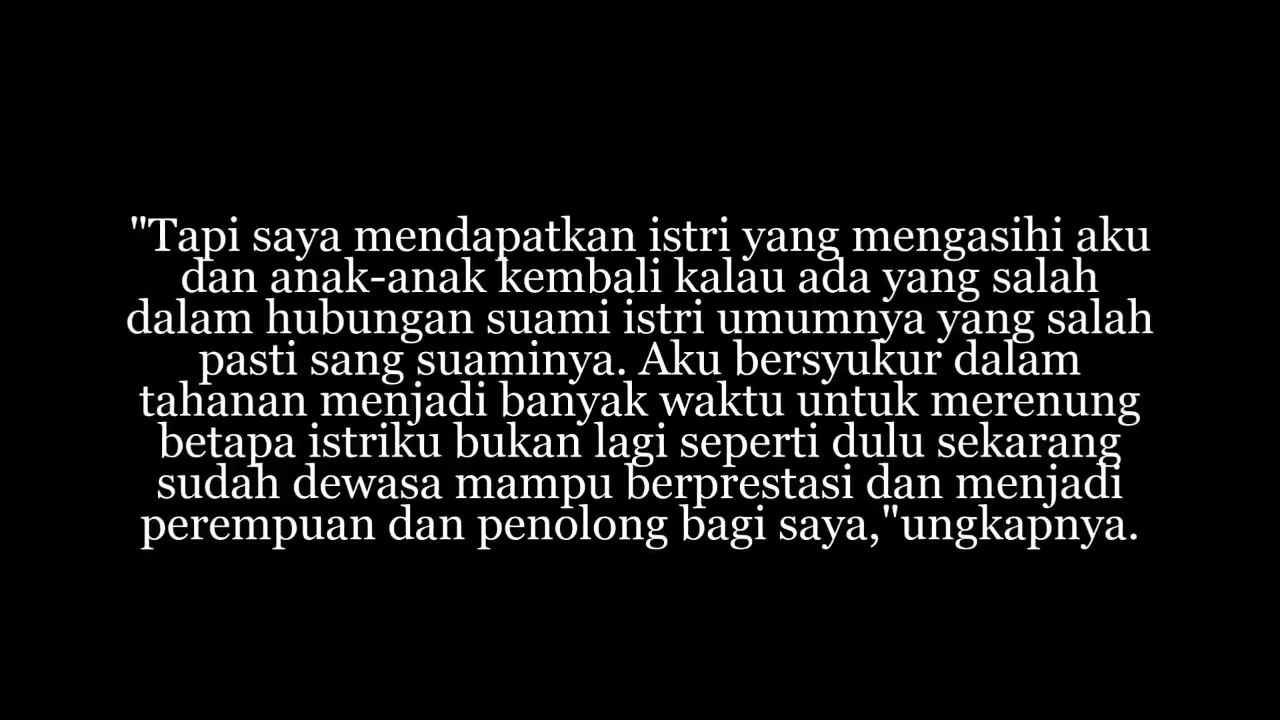 "Tapi saya mendapatkan istri yang mengasihi aku
dan anak-anak kembali kalau ada yang salah
dalam hubungan suami istri umumnya yang salah
pasti sang suaminya. Aku bersyukur dalam
tahanan menjadi banyak waktu untuk merenung
betapa istriku bukan lagi seperti dulu sekarang
sudah dewasa mampu berprestasi dan menjadi
perempuan dan penolong bagi saya,"ungkapnya.